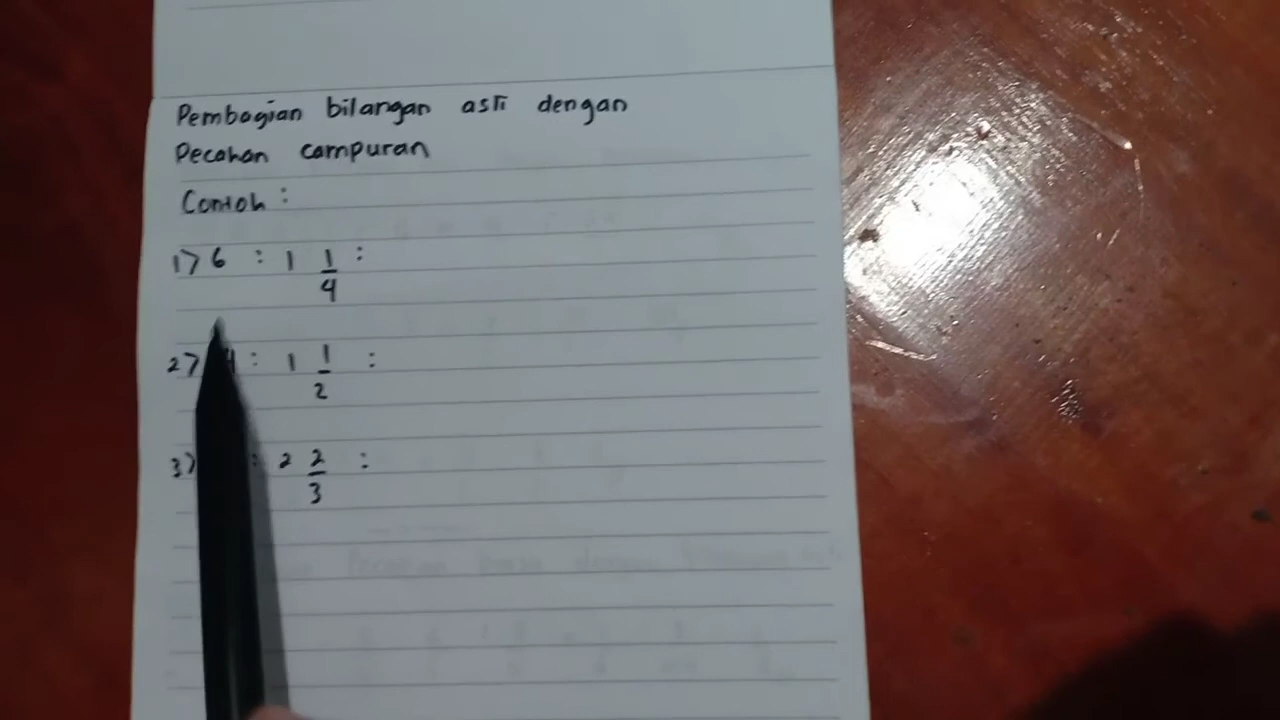 Pembagian bilangan asli dengan
Pecahan campuran
Contoh :
1> 6 : 1 1/4 :
2> : 1 1/2 :
3> : 2 2/3 :